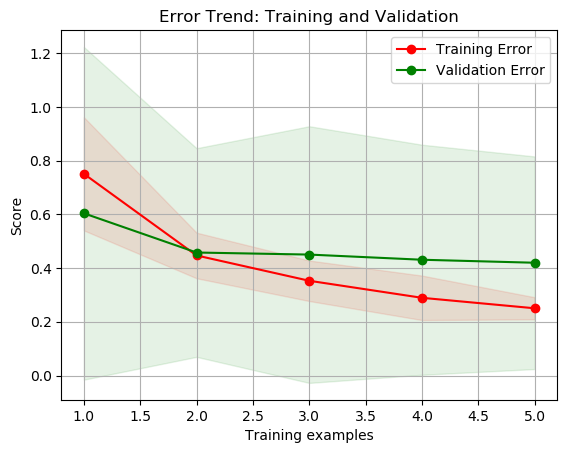 Error Trend: Training and Validation
Training Error
Validation Error
Score
1.2
1.0
0.8
0.6
0.4
0.2
0.0
1.0 1.5 2.0 2.5 3.0 3.5 4.0 4.5 5.0
Training examples